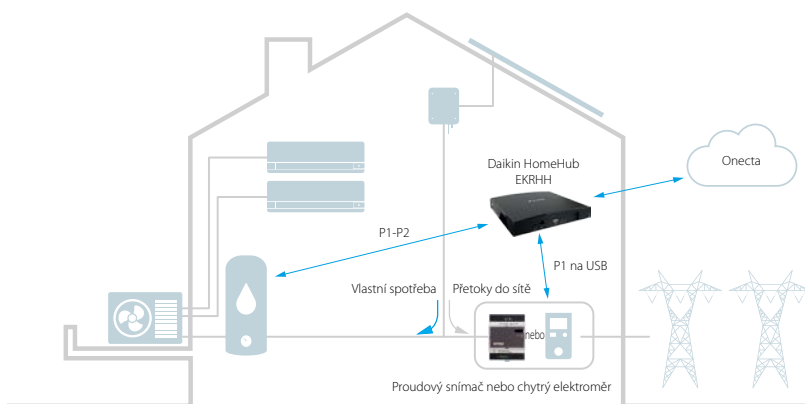 Daikin HomeHub
EKRHH
Onecta
P1-P2
P1 na USB
Vlastní spotřeba
Přetoky do sítě
nebo
Proudový snímač nebo chytrý elektroměr